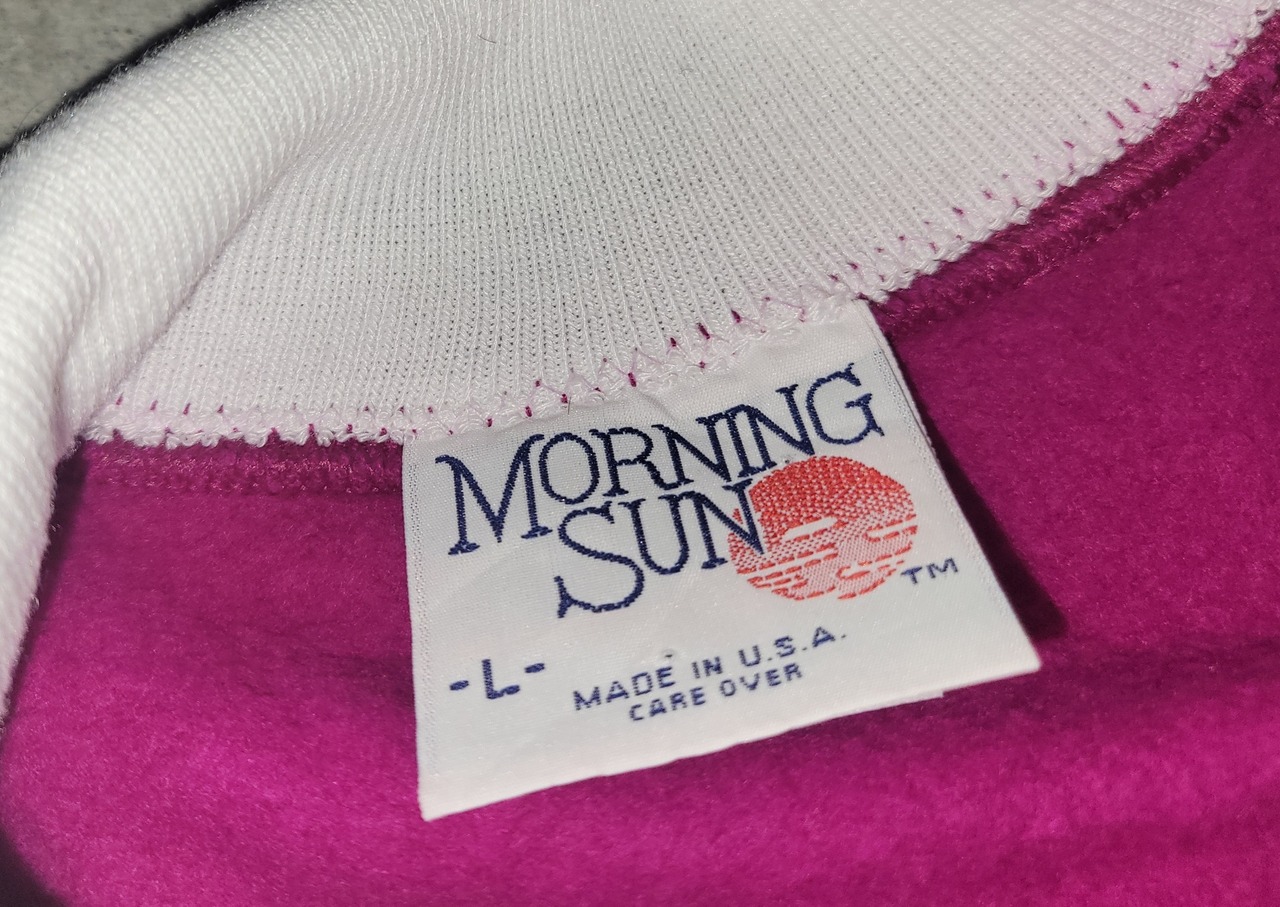 MORNING
SUN TM
-L-
MADE IN U.S.A.
CARE OVER